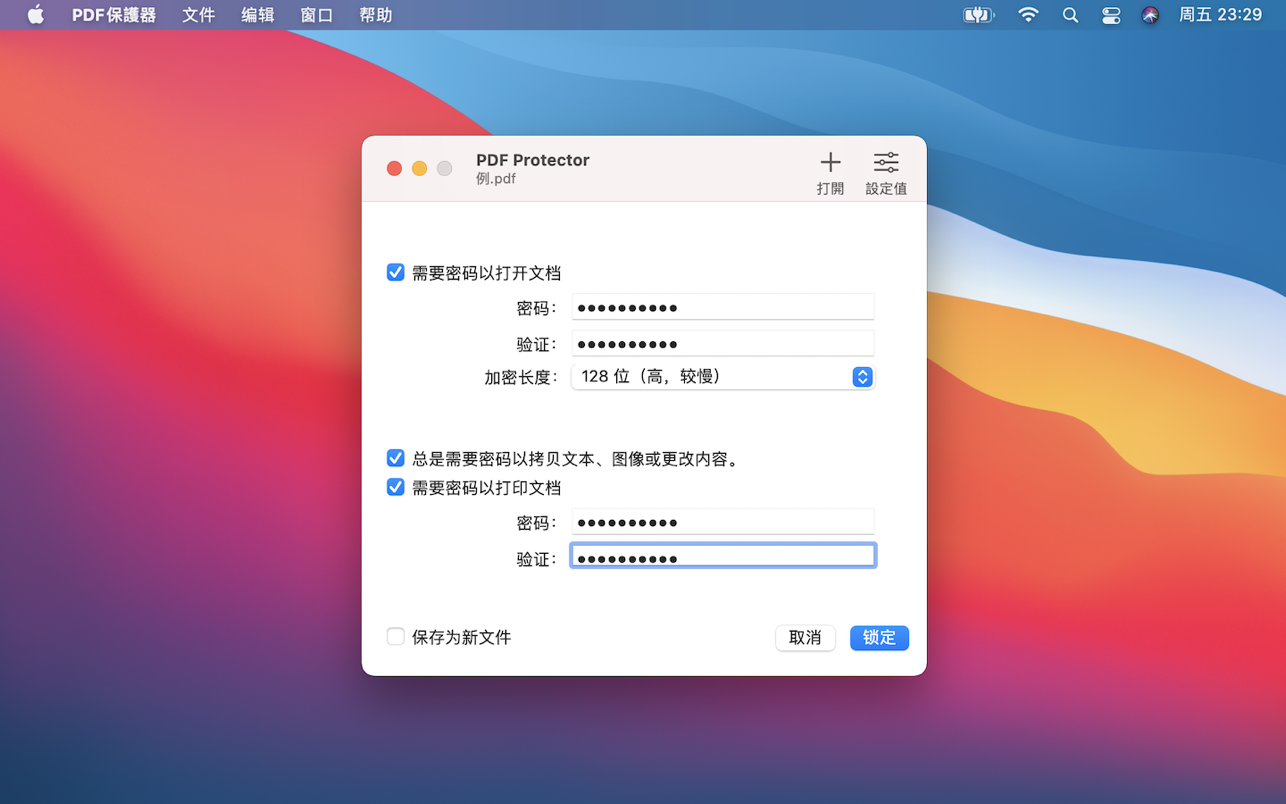 PDF保護器 文件 编辑 窗口 帮助 周五 23:29
PDF Protector
例.pdf
打開 設定值
需要密码以打开文档
密码： ••••••••••
验证： ••••••••••
加密长度： 128 位（高，较慢）
总是需要密码以拷贝文本、图像或更改内容。
需要密码以打印文档
密码： ••••••••••
验证： ••••••••••
保存为新文件 取消 锁定